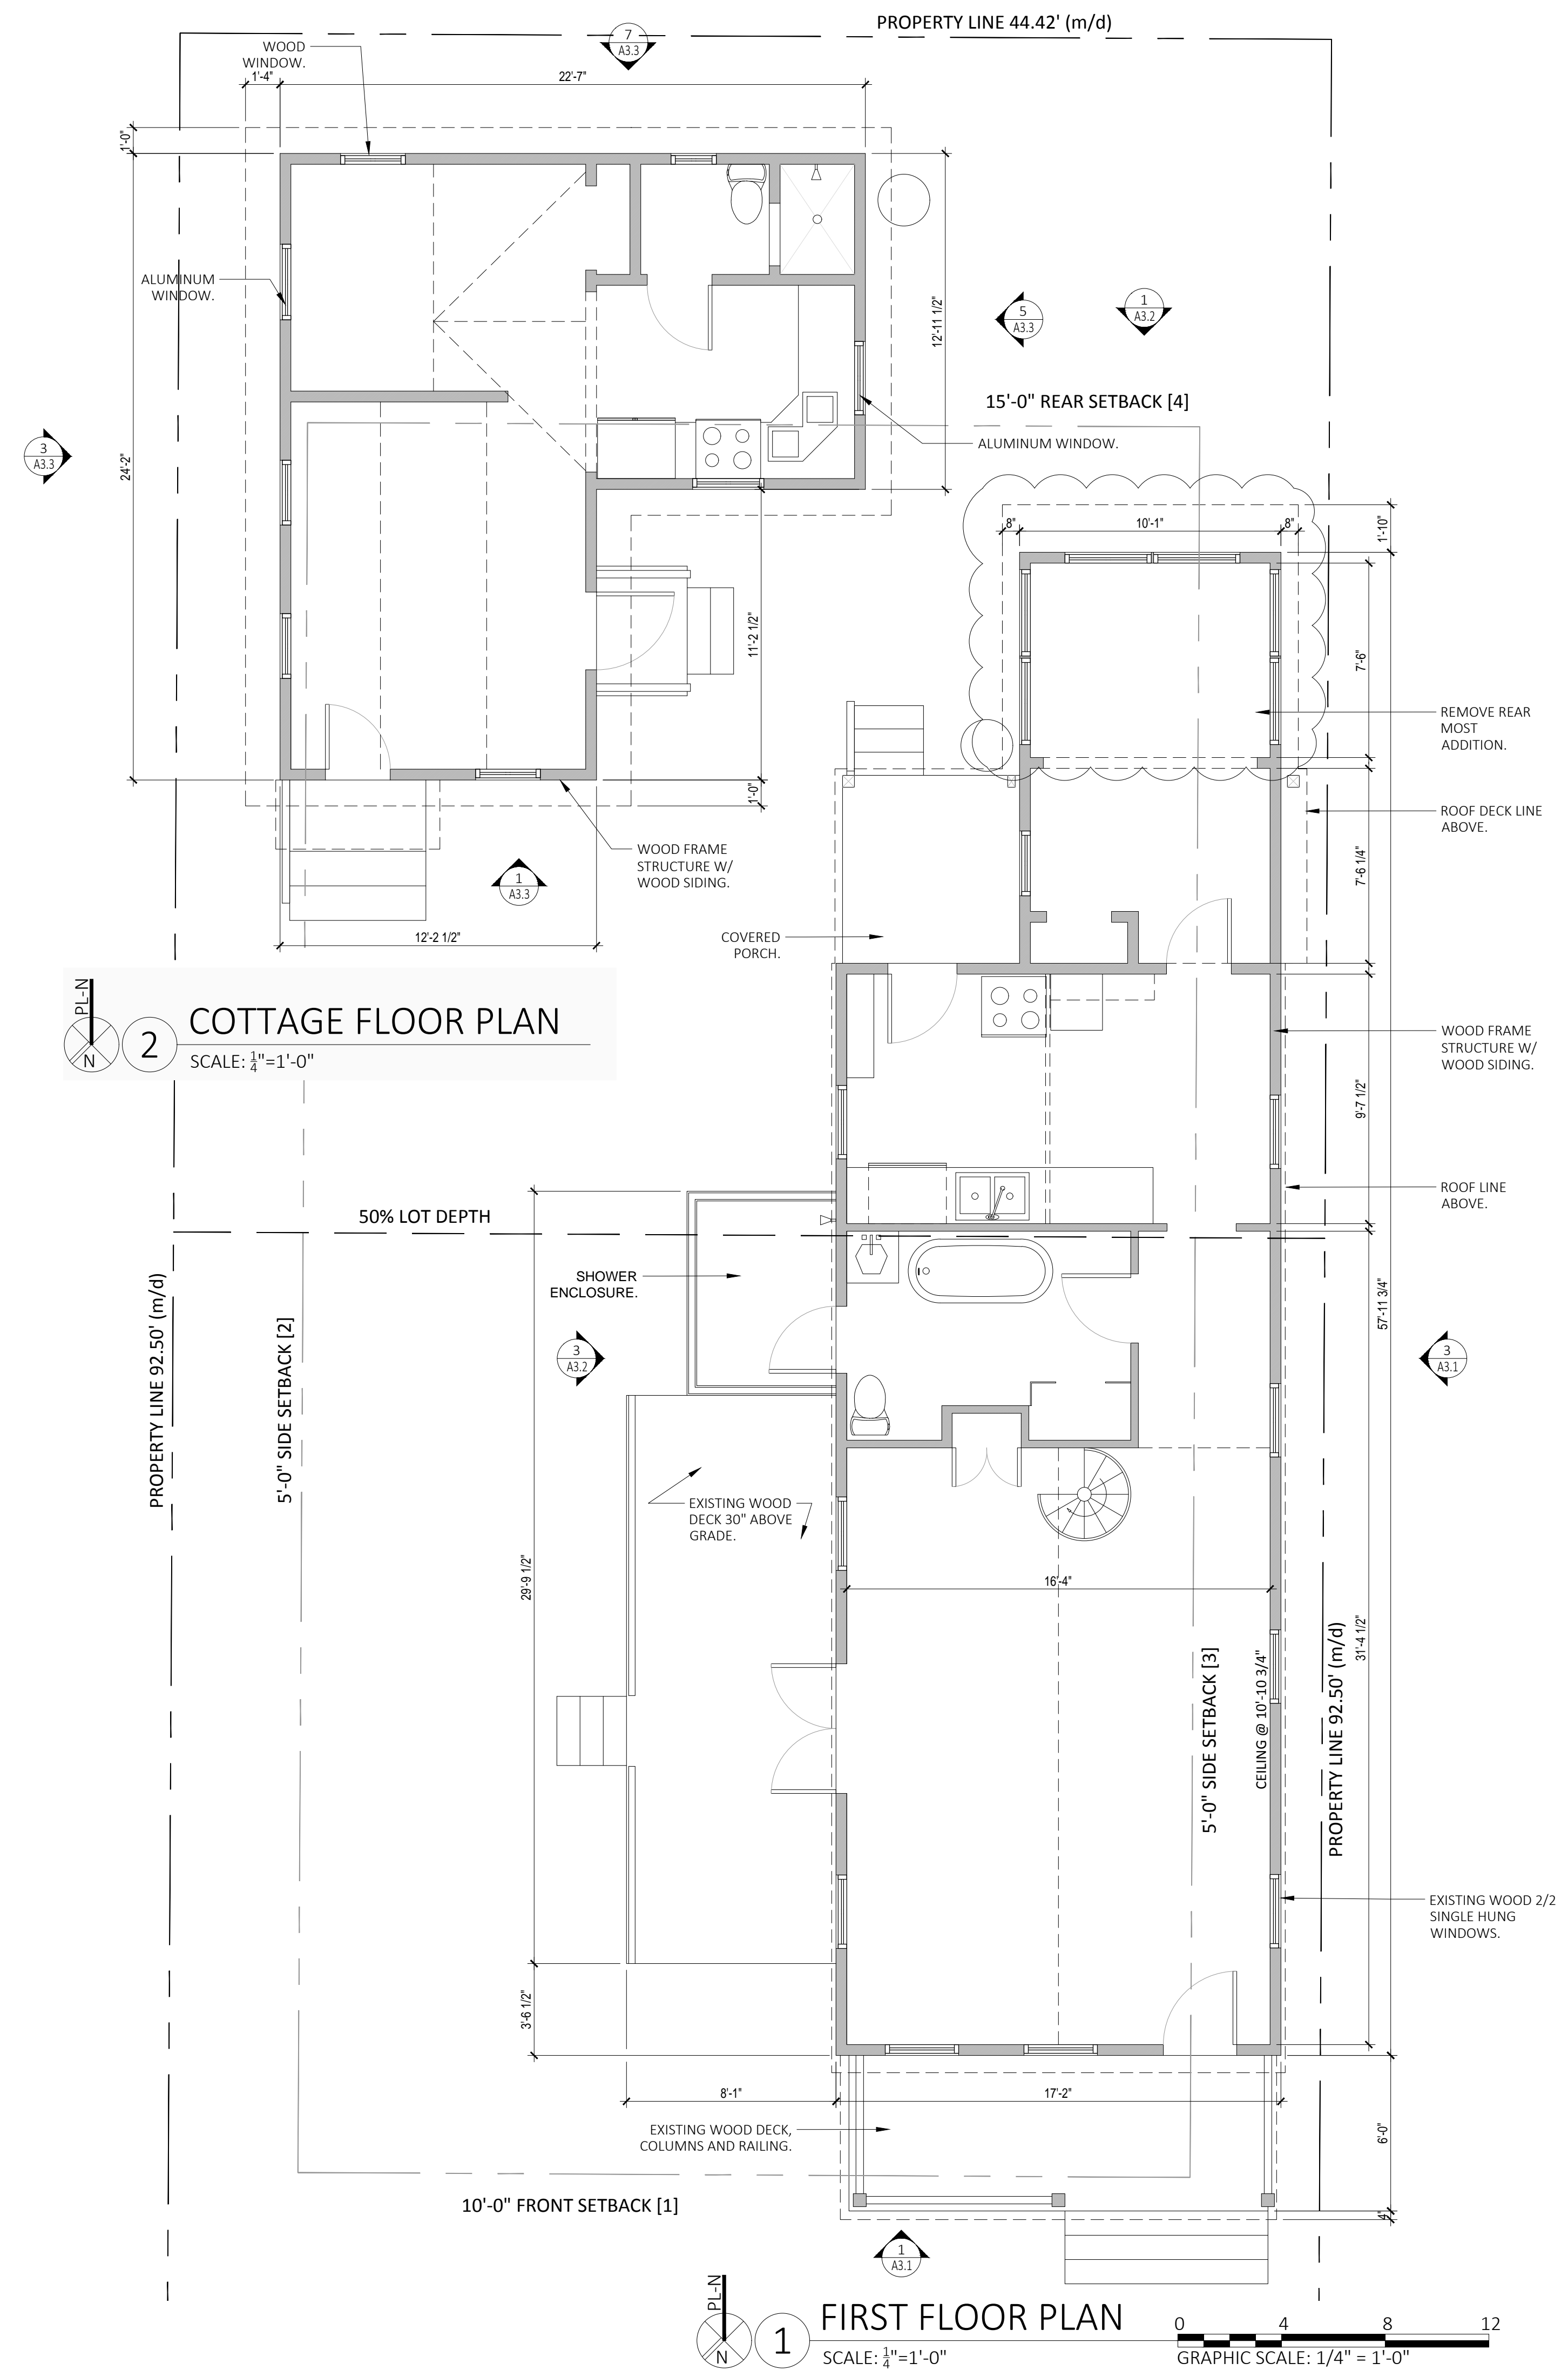 PROPERTY LINE 44.42' (m/d)
7
A3.3
WOOD
WINDOW.
1'-4"
22'-7"
1'-0"
ALUMINUM
WINDOW.
12'-11 1/2"
5
A3.3
1
A3.2
15'-0" REAR SETBACK [4]
ALUMINUM WINDOW.
3
A3.3
24'-2"
8"
10'-1"
8"
1'-10"
11'-2 1/2"
7'-6"
REMOVE REAR
MOST
ADDITION.
1'-0"
ROOF DECK LINE
ABOVE.
WOOD FRAME
STRUCTURE W/
WOOD SIDING.
1
A3.3
7'-6 1/4"
12'-2 1/2"
COVERED
PORCH.
PL-N
N
2
COTTAGE FLOOR PLAN
SCALE: 1/4"=1'-0"
WOOD FRAME
STRUCTURE W/
WOOD SIDING.
9'-7 1/2"
ROOF LINE
ABOVE.
50% LOT DEPTH
SHOWER
ENCLOSURE.
57'-11 3/4"
PROPERTY LINE 92.50' (m/d)
5'-0" SIDE SETBACK [2]
3
A3.2
3
A3.1
EXISTING WOOD
DECK 30" ABOVE
GRADE.
29'-9 1/2"
16'-4"
31'-4 1/2"
5'-0" SIDE SETBACK [3]
CEILING @ 10'-10 3/4"
PROPERTY LINE 92.50' (m/d)
EXISTING WOOD 2/2
SINGLE HUNG
WINDOWS.
3'-6 1/2"
8'-1"
17'-2"
EXISTING WOOD DECK,
COLUMNS AND RAILING.
6'-0"
10'-0" FRONT SETBACK [1]
4"
1
A3.1
PL-N
N
1
FIRST FLOOR PLAN
SCALE: 1/4"=1'-0"
0 4 8 12
GRAPHIC SCALE: 1/4" = 1'-0"